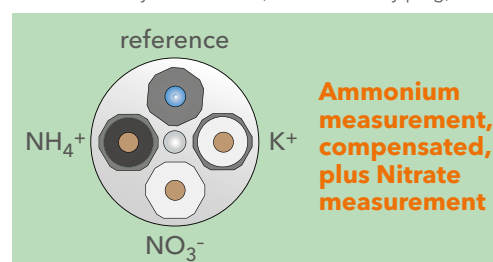 reference
NH₄⁺
K⁺
NO₃⁻
Ammonium
measurement,
compensated,
plus Nitrate
measurement